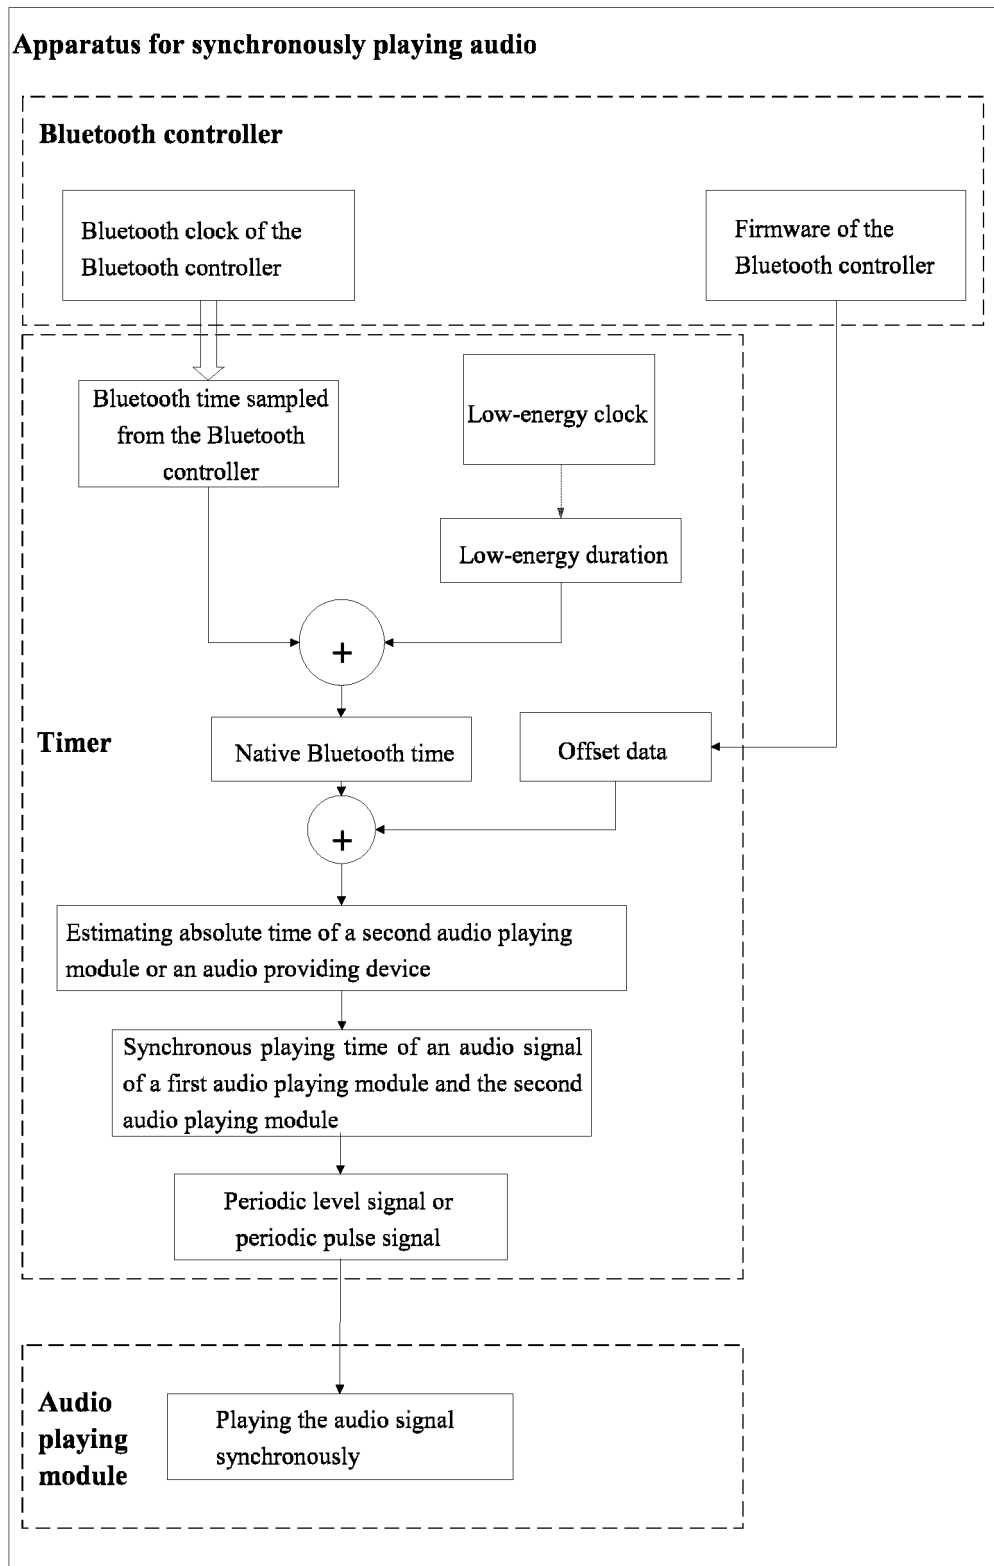 Apparatus for synchronously playing audio
Bluetooth controller
Bluetooth clock of the
Bluetooth controller
Firmware of the
Bluetooth controller
Bluetooth time sampled
from the Bluetooth
controller
Low-energy clock
Low-energy duration
+
Timer
Native Bluetooth time
Offset data
+
Estimating absolute time of a second audio playing
module or an audio providing device
Synchronous playing time of an audio signal
of a first audio playing module and the second
audio playing module
Periodic level signal or
periodic pulse signal
Audio
playing
module
Playing the audio signal
synchronously